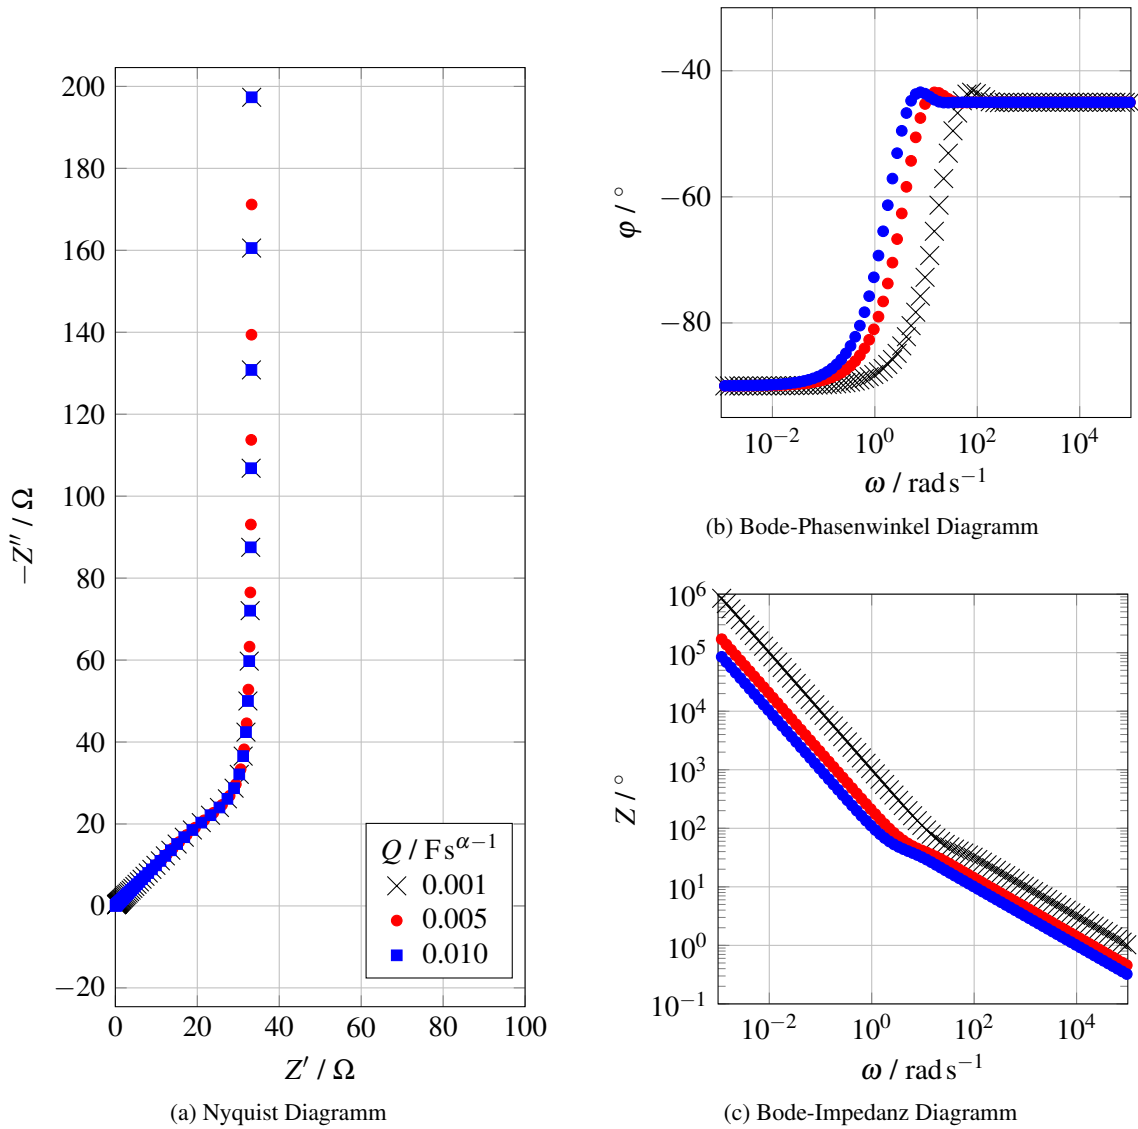 200
180
160
140
120
100
80
60
40
20
0
−20
0 20 40 60 80 100
−Z′′ / Ω
Z′ / Ω
Q / F s^{α−1}
0.001
0.005
0.010
(a) Nyquist Diagramm
−40
−60
−80
10^{−2} 10^{0} 10^{2} 10^{4}
φ / °
ω / rad s^{−1}
(b) Bode-Phasenwinkel Diagramm
10^{6}
10^{5}
10^{4}
10^{3}
10^{2}
10^{1}
10^{0}
10^{−1}
10^{−2} 10^{0} 10^{2} 10^{4}
Z / °
ω / rad s^{−1}
(c) Bode-Impedanz Diagramm